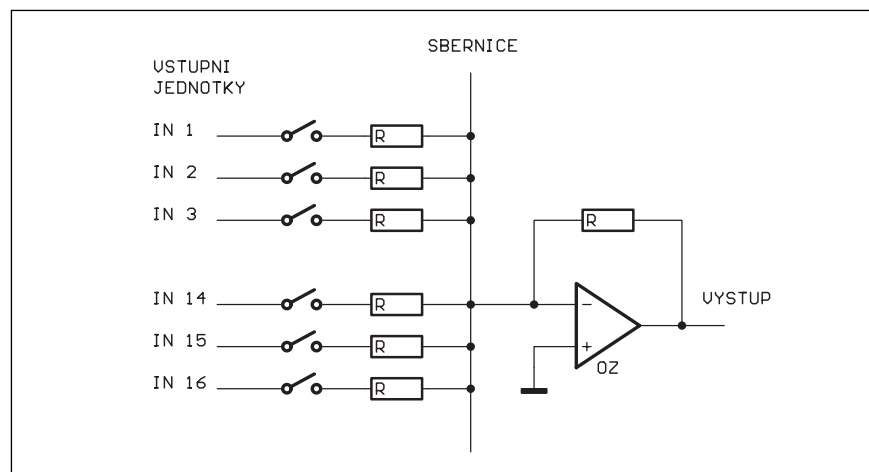 SBERNICE
VSTUPNI
JEDNOTKY
IN 1
R
IN 2
R
IN 3
R
R
IN 14
R
VYSTUP
IN 15
R
OZ
IN 16
R